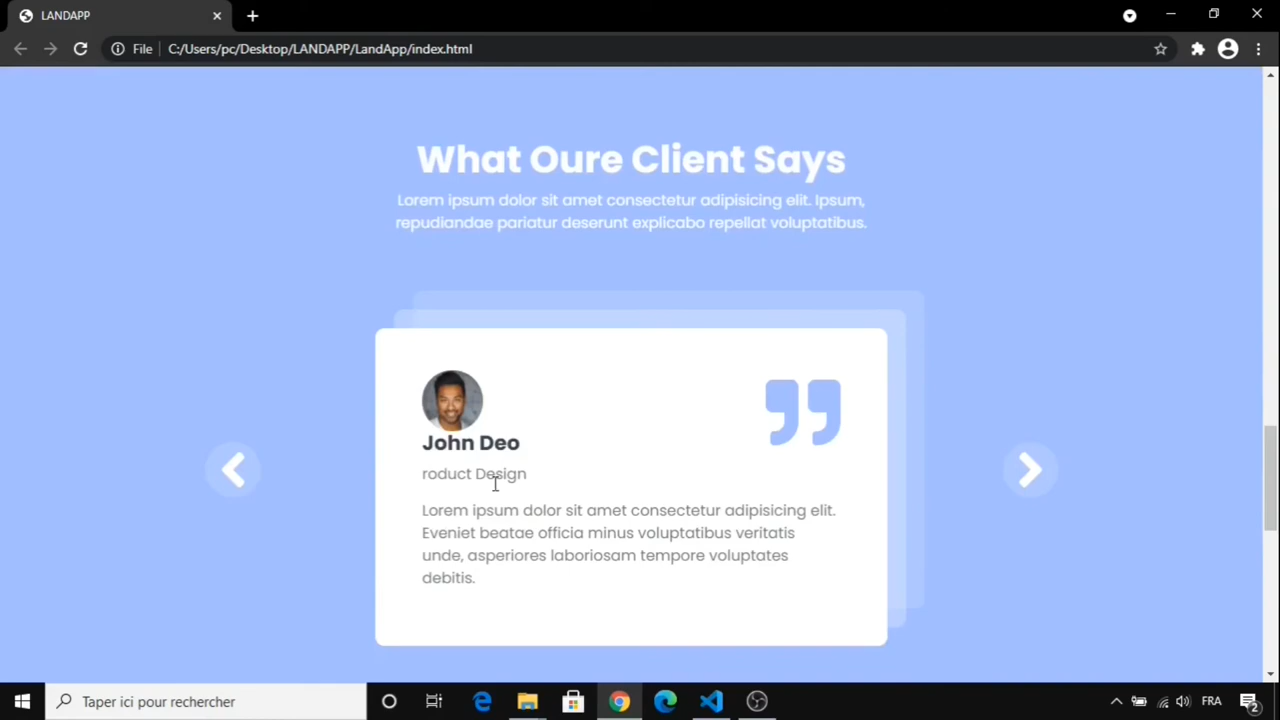 LANDAPP
File
C:/Users/pc/Desktop/LANDAPP/LandApp/index.html
What Oure Client Says
Lorem ipsum dolor sit amet consectetur adipisicing elit. Ipsum,
repudiandae pariatur deserunt explicabo repellat voluptatibus.
John Deo
roduct Design
Lorem ipsum dolor sit amet consectetur adipisicing elit.
Eveniet beatae officia minus voluptatibus veritatis
unde, asperiores laboriosam tempore voluptates
debitis.
Taper ici pour rechercher
FRA
2